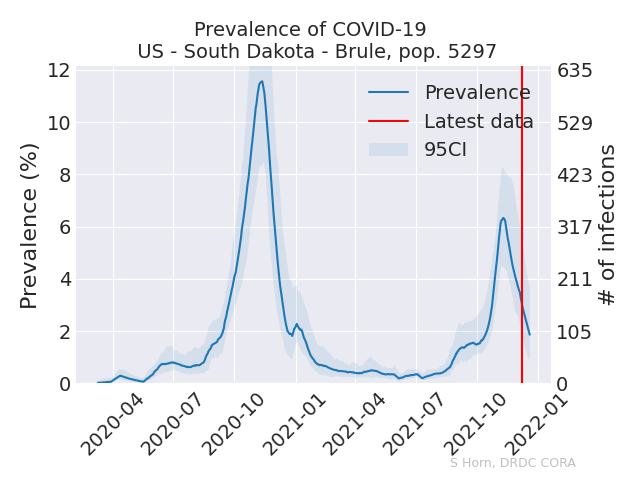 Prevalence of COVID-19
US - South Dakota - Brule, pop. 5297
Prevalence (%)
12
10
8
6
4
2
0
Prevalence
Latest data
95CI
635
529
423
317
211
105
0
# of infections
2020-04
2020-07
2020-10
2021-01
2021-04
2021-07
2021-10
2022-01
S Horn, DRDC CORA